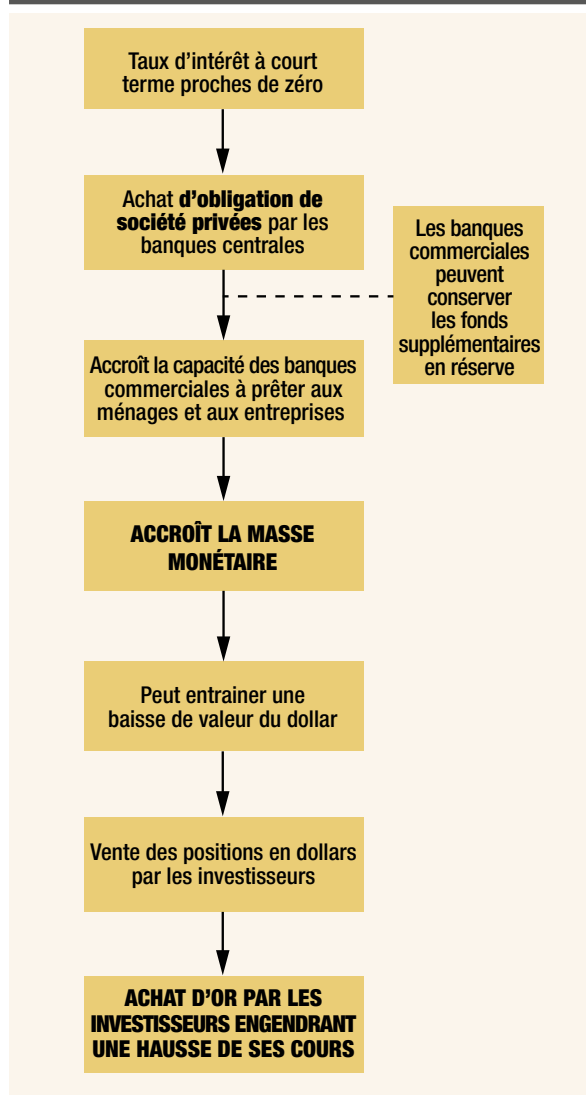 Taux d’intérêt à court
terme proches de zéro
Achat d’obligation de
société privées par les
banques centrales
Les banques
commerciales
peuvent
conserver
les fonds
supplémentaires
en réserve
Accroît la capacité des banques
commerciales à prêter aux
ménages et aux entreprises
ACCROÎT LA MASSE
MONÉTAIRE
Peut entrainer une
baisse de valeur du dollar
Vente des positions en dollars
par les investisseurs
ACHAT D’OR PAR LES
INVESTISSEURS ENGENDRANT
UNE HAUSSE DE SES COURS